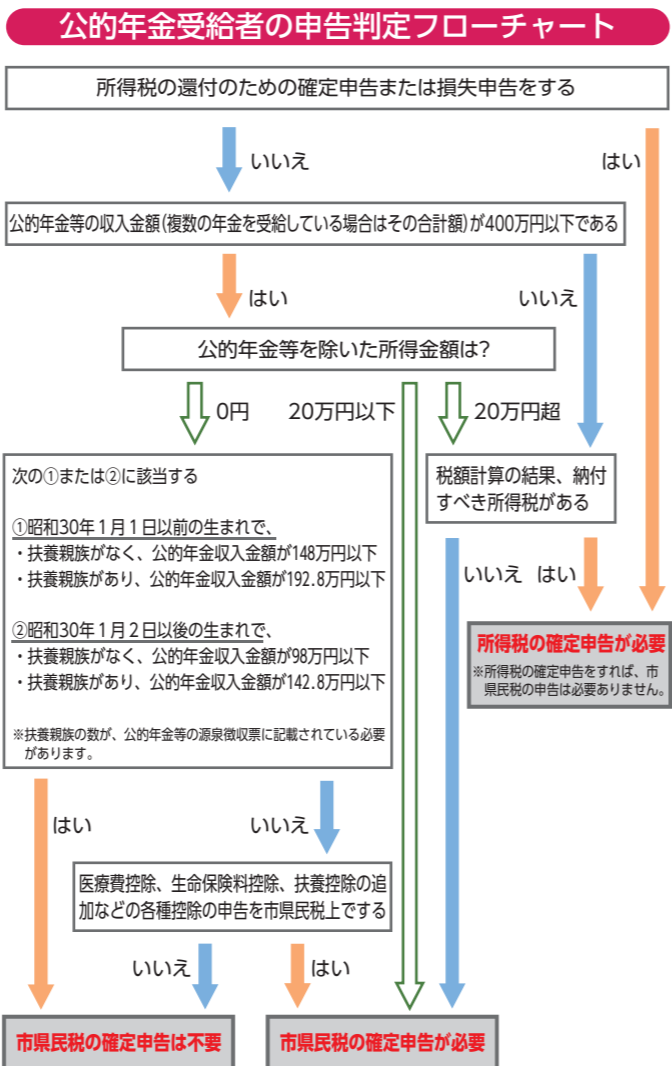 公的年金受給者の申告判定フローチャート
所得税の還付のための確定申告または損失申告をする
いいえ
はい
公的年金等の収入金額(複数の年金を受給している場合はその合計額)が400万円以下である
はい
いいえ
公的年金等を除いた所得金額は?
0円
20万円以下
20万円超
次の①または②に該当する
①昭和30年1月1日以前の生まれで、
・扶養親族がなく、公的年金収入金額が148万円以下
・扶養親族があり、公的年金収入金額が192.8万円以下
②昭和30年1月2日以後の生まれで、
・扶養親族がなく、公的年金収入金額が98万円以下
・扶養親族があり、公的年金収入金額が142.8万円以下
※扶養親族の数が、公的年金等の源泉徴収票に記載されている必要
があります。
税額計算の結果、納付
すべき所得税がある
いいえ
はい
所得税の確定申告が必要
※所得税の確定申告をすれば、市
県民税の申告は必要ありません。
はい
いいえ
医療費控除、生命保険料控除、扶養控除の追
加などの各種控除の申告を市県民税上でする
いいえ
はい
市県民税の確定申告は不要
市県民税の確定申告が必要